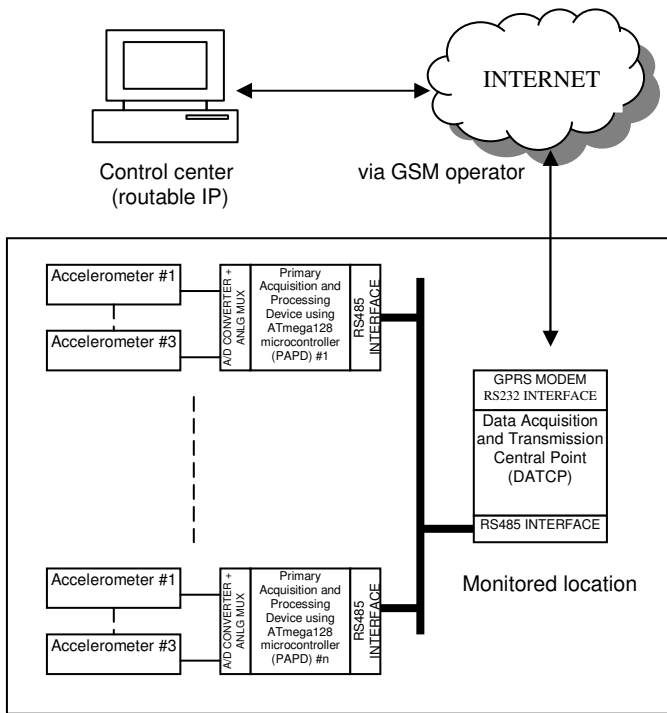 INTERNET
Control center
(routable IP)
via GSM operator
Accelerometer #1
Accelerometer #3
A/D CONVERTER +
ANLG MUX
Primary
Acquisition and
Processing
Device using
ATmega128
microcontroller
(PAPD) #1
RS485
INTERFACE
GPRS MODEM
RS232 INTERFACE
Data Acquisition
and Transmission
Central Point
(DATCP)
RS485 INTERFACE
Monitored location
Accelerometer #1
Accelerometer #3
A/D CONVERTER +
ANLG MUX
Primary
Acquisition and
Processing
Device using
ATmega128
microcontroller
(PAPD) #n
RS485
INTERFACE